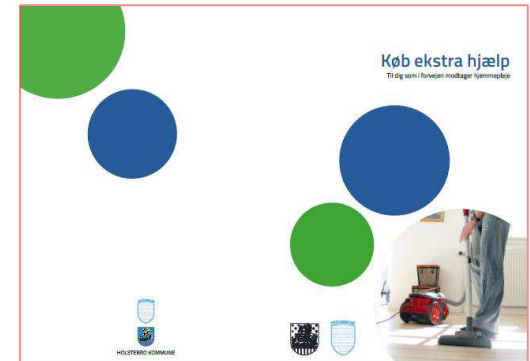 Køb ekstra hjælp
Til dig som i forvejen modtager hjemmepleje
HOLSTEBRO KOMMUNE